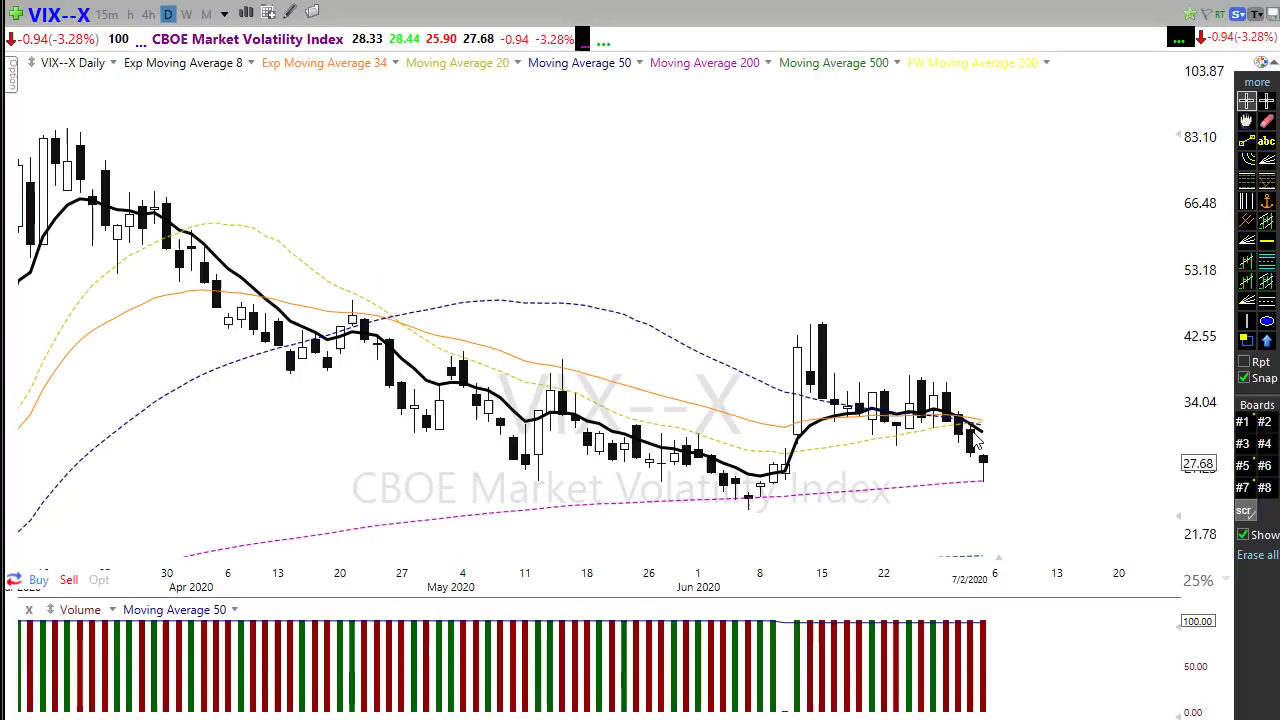 VIX--X 15m h 4h D W M RT S T
-0.94(-3.28%) 100 ... CBOE Market Volatility Index 28.33 28.44 25.90 27.68 -0.94 -3.28% ... ... -0.94(-3.28%)
Option VIX--X Daily Exp Moving Average 8 Exp Moving Average 34 Moving Average 20 Moving Average 50 Moving Average 200 Moving Average 500 FW Moving Average 200
103.87
83.10
66.48
53.18
42.55
34.04
27.68
21.78
VIX--X
CBOE Market Volatility Index
more
abc
Rpt
Snap
Boards
#1 #2
#3 #4
#5 #6
#7 #8
scr
Show
Erase all
30 6 13 20 27 4 11 18 26 1 8 15 22 7/2/2020 6 13 20
Apr 2020 May 2020 Jun 2020
Buy Sell Opt
25%
X Volume Moving Average 50
100.00
50.00
0.00